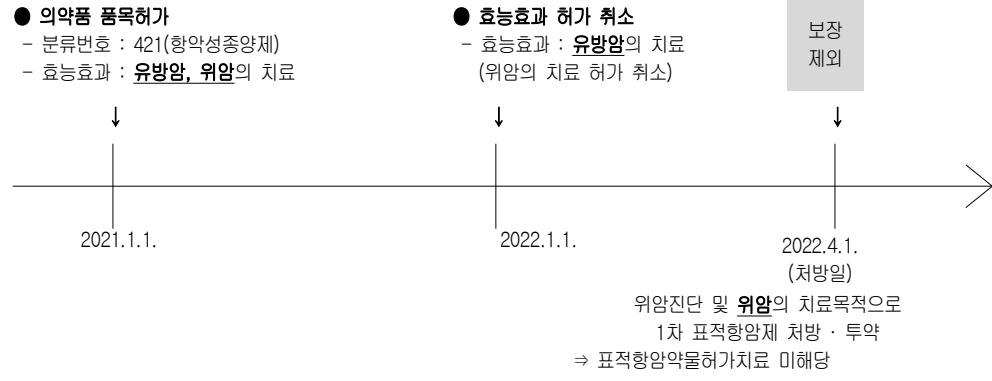 ● 의약품 품목허가
- 분류번호 : 421(항악성종양제)
- 효능효과 : 유방암, 위암의 치료
● 효능효과 허가 취소
- 효능효과 : 유방암의 치료
(위암의 치료 허가 취소)
보장
제외
↓
↓
↓
2021.1.1.
2022.1.1.
2022.4.1.
(처방일)
위암진단 및 위암의 치료목적으로
1차 표적항암제 처방 · 투약
⇒ 표적항암약물허가치료 미해당